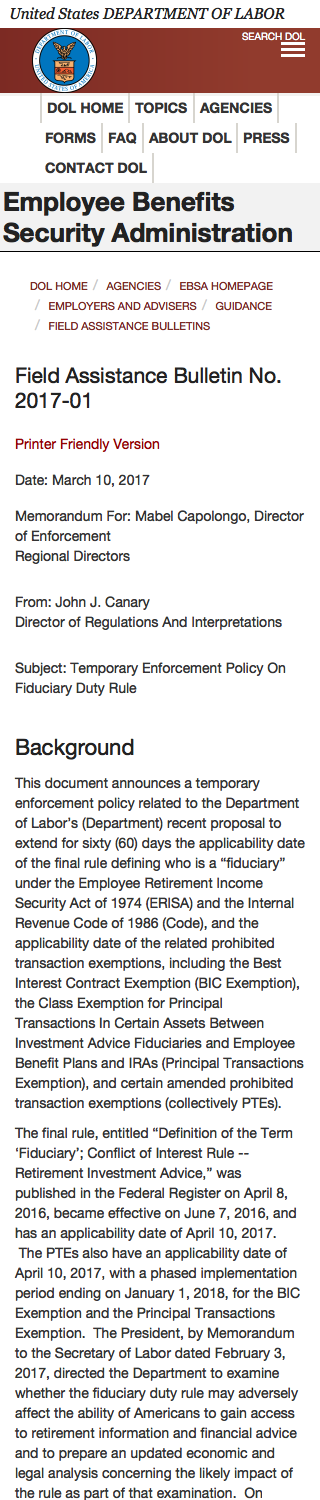 United States DEPARTMENT OF LABOR
SEARCH DOL
DOL HOME TOPICS AGENCIES
FORMS FAQ ABOUT DOL PRESS
CONTACT DOL
Employee Benefits
Security Administration
DOL HOME / AGENCIES / EBSA HOMEPAGE
/ EMPLOYERS AND ADVISERS / GUIDANCE
/ FIELD ASSISTANCE BULLETINS
Field Assistance Bulletin No.
2017-01
Printer Friendly Version
Date: March 10, 2017
Memorandum For: Mabel Capolongo, Director
of Enforcement
Regional Directors
From: John J. Canary
Director of Regulations And Interpretations
Subject: Temporary Enforcement Policy On
Fiduciary Duty Rule
Background
This document announces a temporary
enforcement policy related to the Department
of Labor's (Department) recent proposal to
extend for sixty (60) days the applicability date
of the final rule defining who is a “fiduciary”
under the Employee Retirement Income
Security Act of 1974 (ERISA) and the Internal
Revenue Code of 1986 (Code), and the
applicability date of the related prohibited
transaction exemptions, including the Best
Interest Contract Exemption (BIC Exemption),
the Class Exemption for Principal
Transactions In Certain Assets Between
Investment Advice Fiduciaries and Employee
Benefit Plans and IRAs (Principal Transactions
Exemption), and certain amended prohibited
transaction exemptions (collectively PTEs).
The final rule, entitled “Definition of the Term
‘Fiduciary’; Conflict of Interest Rule --
Retirement Investment Advice,” was
published in the Federal Register on April 8,
2016, became effective on June 7, 2016, and
has an applicability date of April 10, 2017.
The PTEs also have an applicability date of
April 10, 2017, with a phased implementation
period ending on January 1, 2018, for the BIC
Exemption and the Principal Transactions
Exemption. The President, by Memorandum
to the Secretary of Labor dated February 3,
2017, directed the Department to examine
whether the fiduciary duty rule may adversely
affect the ability of Americans to gain access
to retirement information and financial advice
and to prepare an updated economic and
legal analysis concerning the likely impact of
the rule as part of that examination. On